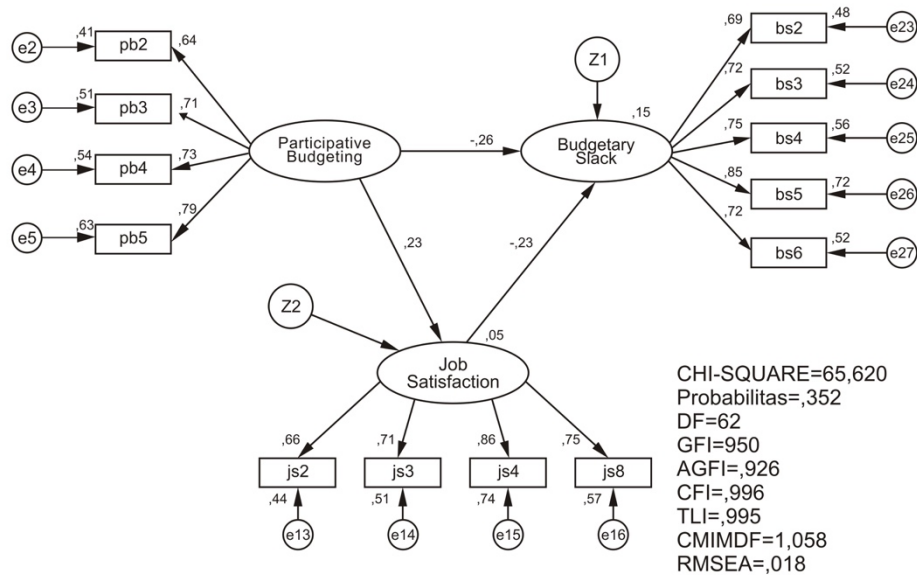 e2
,41
pb2
,64
e3
,51
pb3
,71
e4
,54
pb4
,73
e5
,63
pb5
,79
Participative
Budgeting
-,26
Z1
,15
Budgetary
Slack
,69
bs2
,48
e23
,72
bs3
,52
e24
,75
bs4
,56
e25
,85
bs5
,72
e26
,72
bs6
,52
e27
,23
-,23
Z2
,05
Job
Satisfaction
,66
,71
,86
,75
js2
js3
js4
js8
,44
,51
,74
,57
e13
e14
e15
e16
CHI-SQUARE=65,620
Probabilitas=,352
DF=62
GFI=950
AGFI=,926
CFI=,996
TLI=,995
CMIMDF=1,058
RMSEA=,018